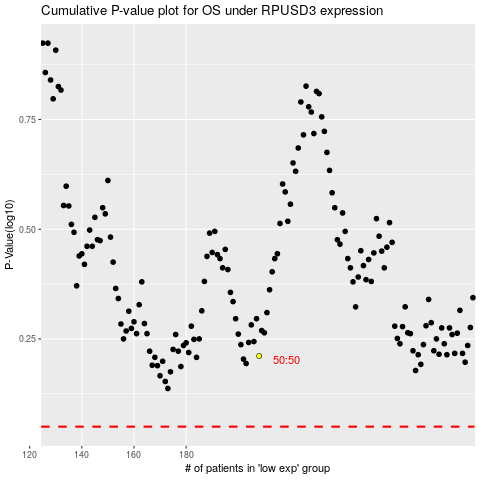 Cumulative P-value plot for OS under RPUSD3 expression
P-Value(log10)
0.75
0.50
0.25
50:50
120 140 160 180
# of patients in 'low exp' group